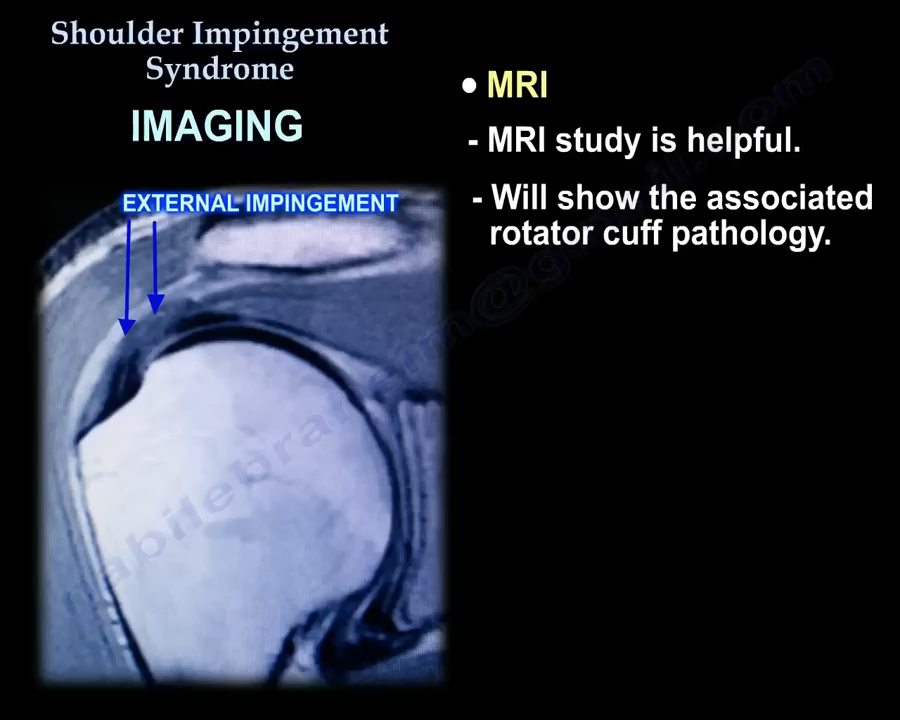 Shoulder Impingement
Syndrome
IMAGING
EXTERNAL IMPINGEMENT
• MRI
- MRI study is helpful.
- Will show the associated
rotator cuff pathology.